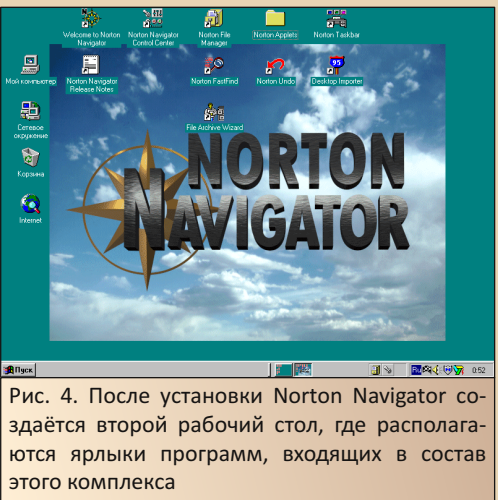 Welcome to Norton Navigator
Norton Navigator Control Center
Norton File Manager
Norton Applets
Norton Taskbar
Мой компьютер
Norton Navigator Release Notes
Norton FastFind
Norton Undo
95
Desktop Importer
Сетевое окружение
File Archive Wizard
Корзина
Internet
NORTON
NAVIGATOR
Пуск
Ru
0:52
Рис. 4. После установки Norton Navigator со-
здаётся второй рабочий стол, где располага-
ются ярлыки программ, входящих в состав
этого комплекса